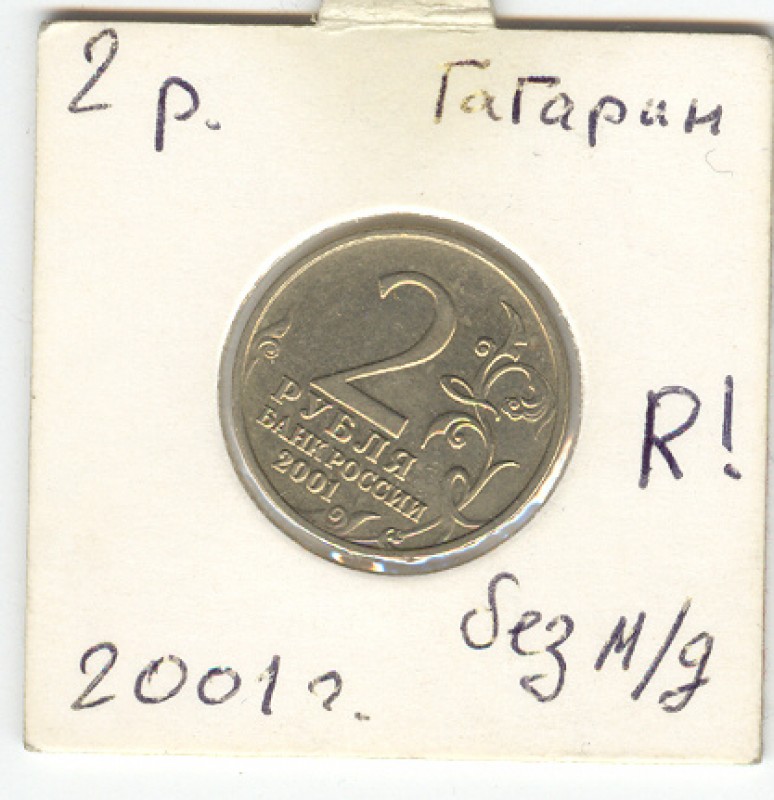 2 р. Гагарин
2
РУБЛЯ
БАНК РОССИИ
2001
R!
без м/д
2001 г.